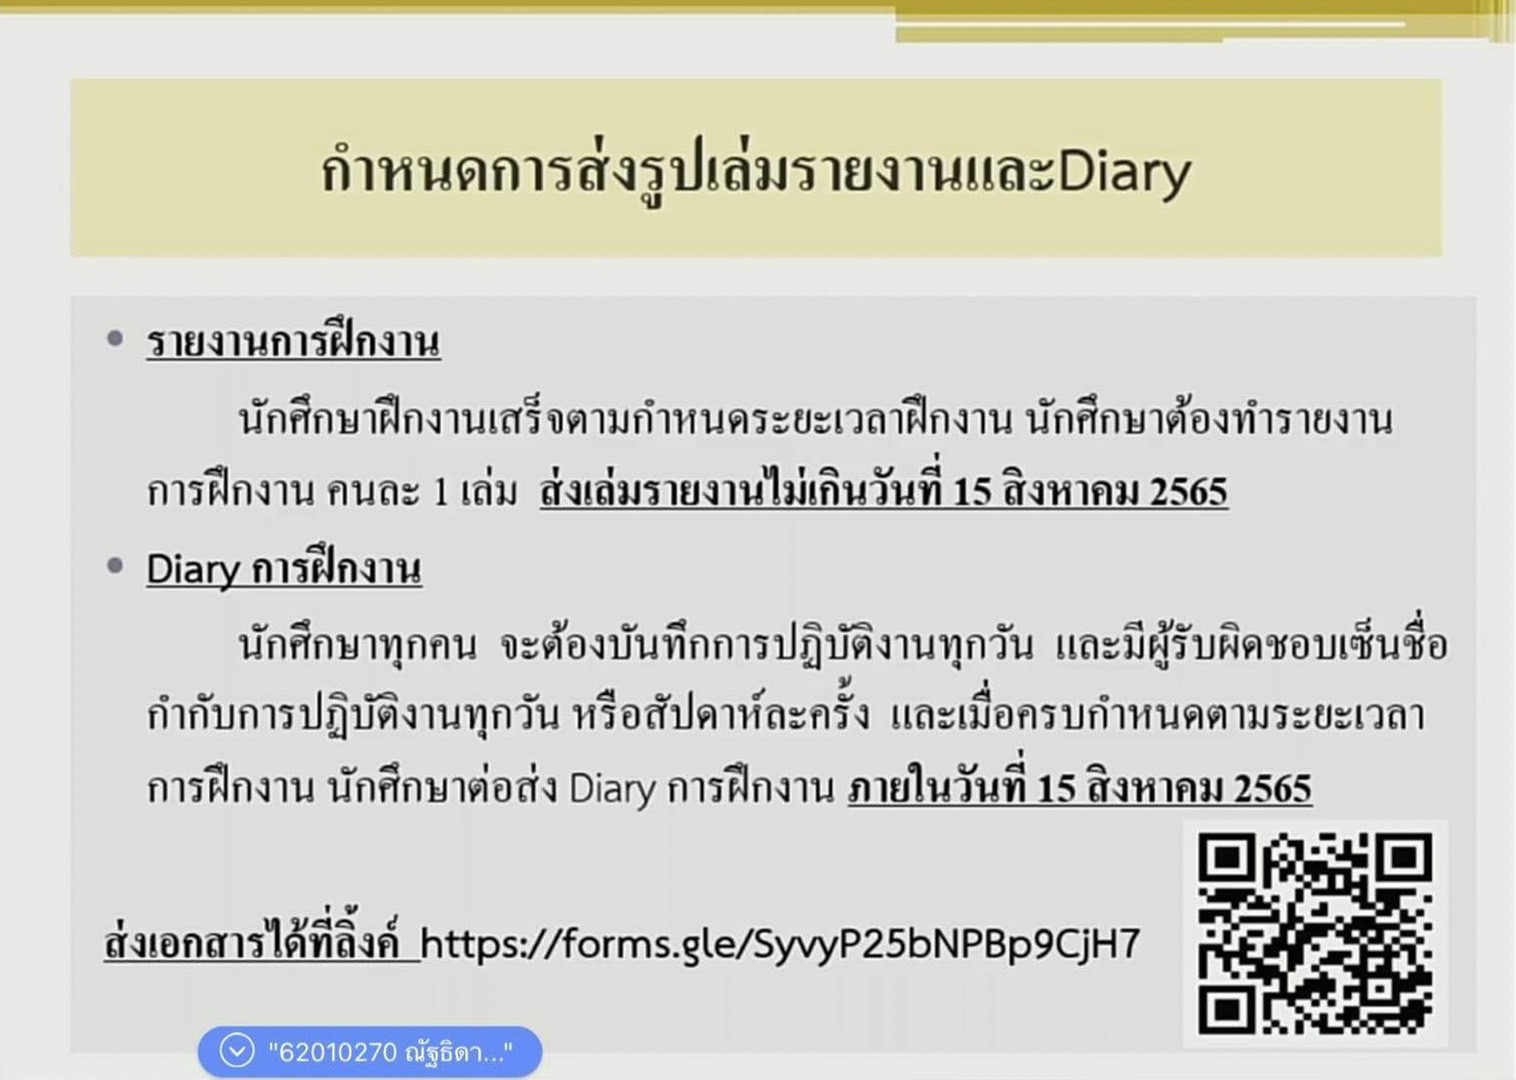 กำหนดการส่งรูปเล่มรายงานและDiary
• รายงานการฝึกงาน
นักศึกษาฝึกงานเสร็จตามกำหนดระยะเวลาฝึกงาน นักศึกษาต้องทำรายงาน
การฝึกงาน คนละ 1 เล่ม ส่งเล่มรายงานไม่เกินวันที่ 15 สิงหาคม 2565
• Diary การฝึกงาน
นักศึกษาทุกคน จะต้องบันทึกการปฏิบัติงานทุกวัน และมีผู้รับผิดชอบเซ็นชื่อ
กำกับการปฏิบัติงานทุกวัน หรือสัปดาห์ละครั้ง และเมื่อครบกำหนดตามระยะเวลา
การฝึกงาน นักศึกษาต่อส่ง Diary การฝึกงาน ภายในวันที่ 15 สิงหาคม 2565
ส่งเอกสารได้ที่ลิ้งค์ https://forms.gle/SyvyP25bNPBp9CjH7
"62010270 ณัฐธิดา..."